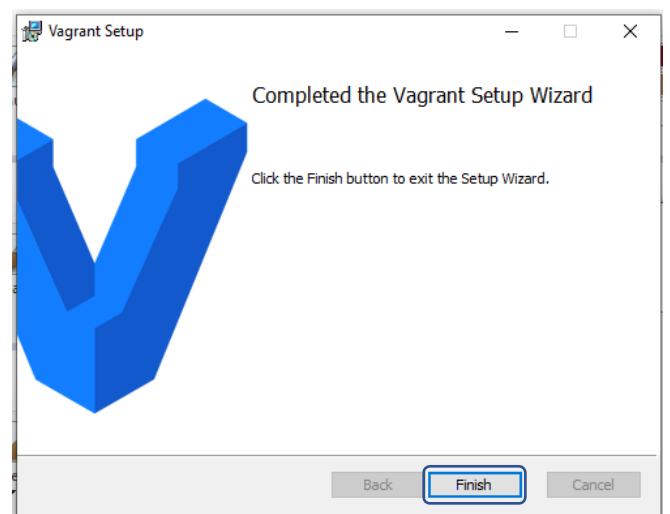 Vagrant Setup
Completed the Vagrant Setup Wizard
Click the Finish button to exit the Setup Wizard.
Back Finish Cancel